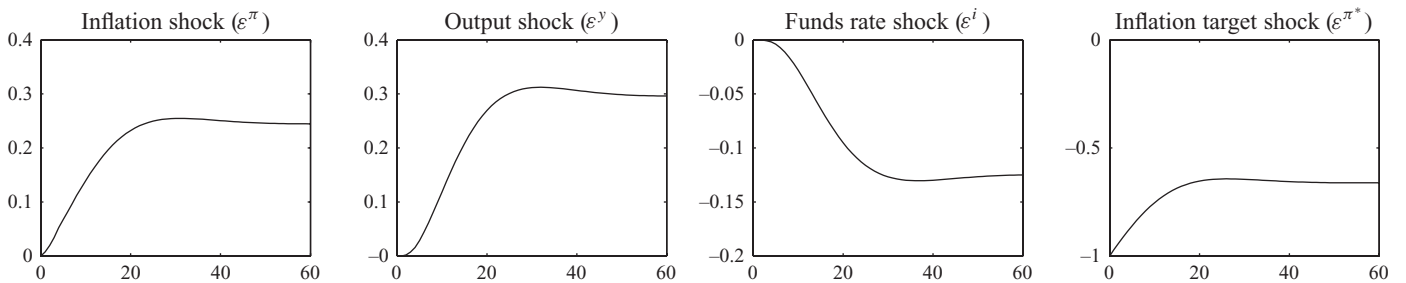 Inflation shock (ε^π)
0.4
0.3
0.2
0.1
0
0 20 40 60
Output shock (ε^y)
0.4
0.3
0.2
0.1
–0
0 20 40 60
Funds rate shock (ε^i)
0
–0.05
–0.1
–0.15
–0.2
0 20 40 60
Inflation target shock (ε^π*)
0
–0.5
–1
0 20 40 60